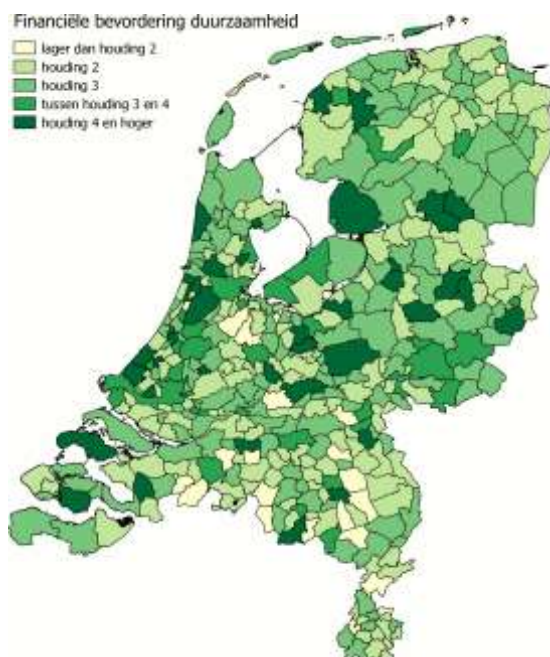 Financiële bevordering duurzaamheid
lager dan houding 2
houding 2
houding 3
tussen houding 3 en 4
houding 4 en hoger